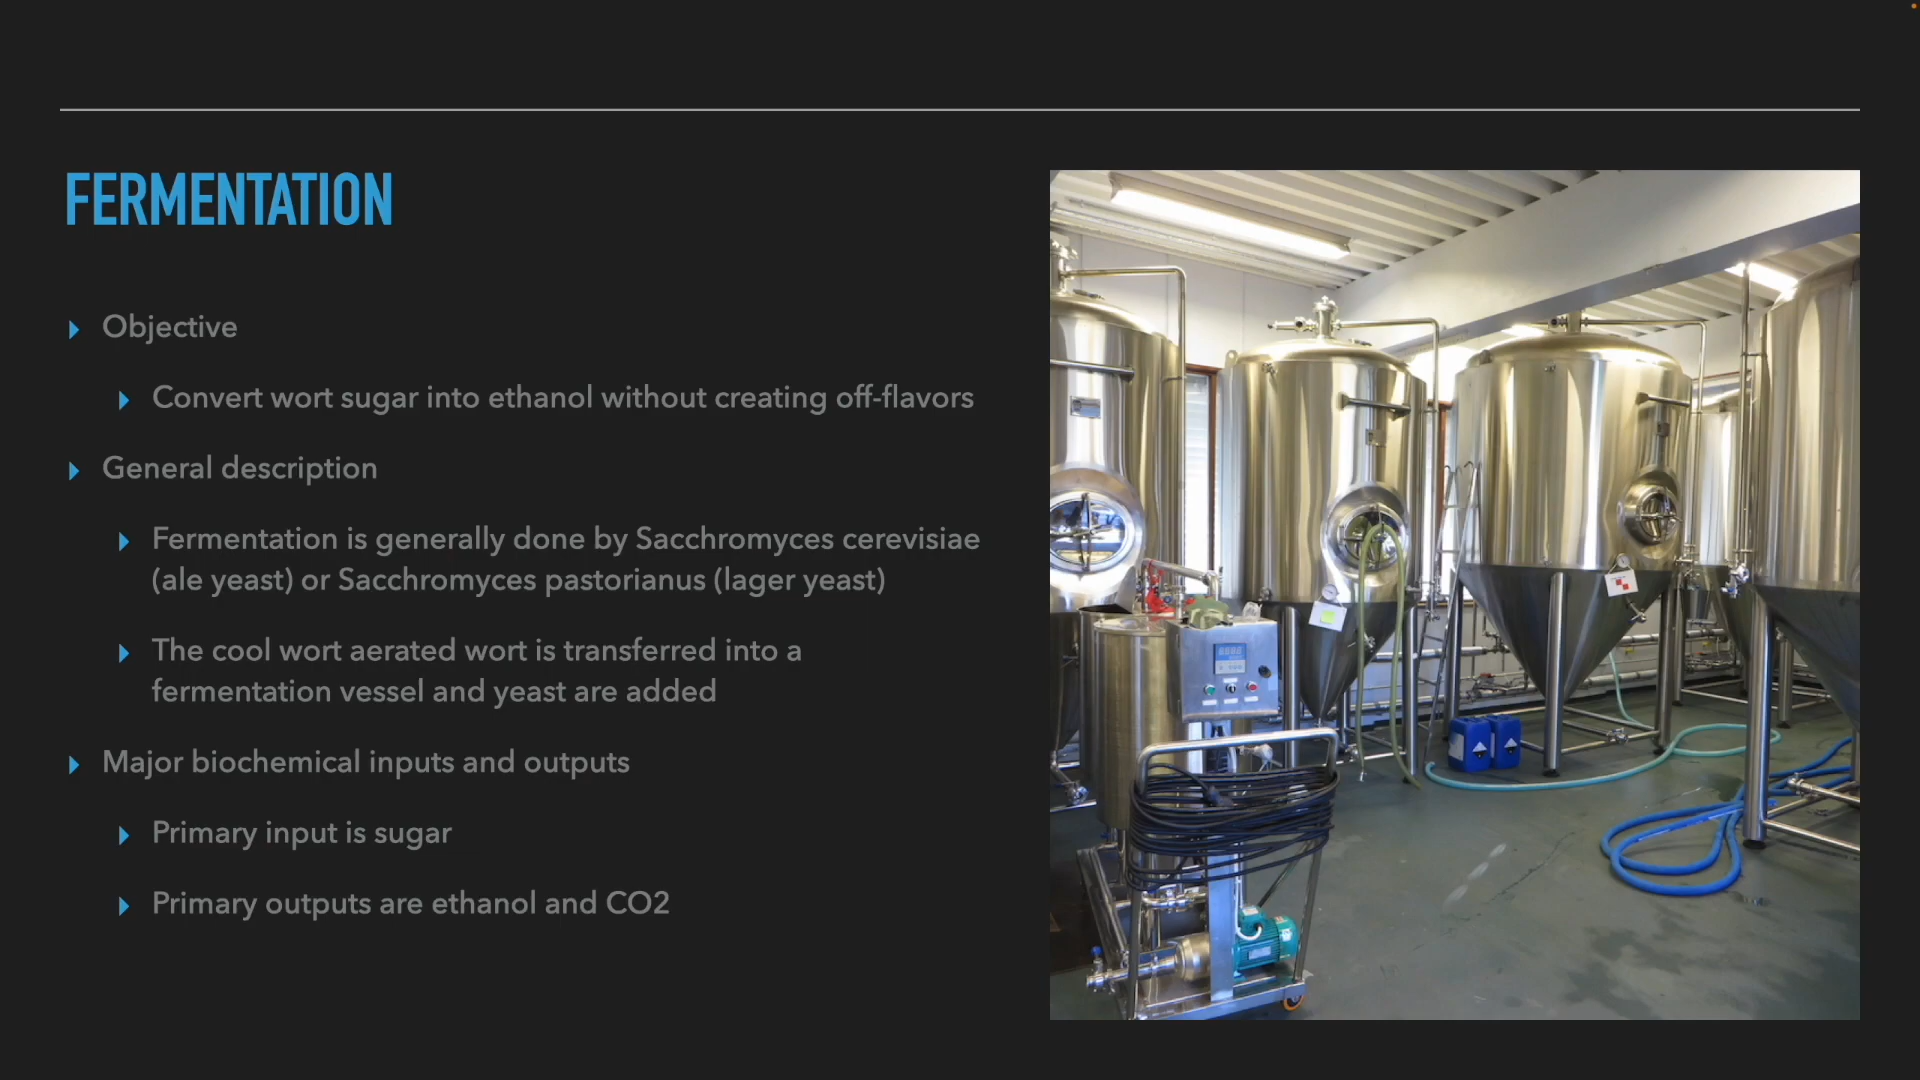 FERMENTATION
Objective
Convert wort sugar into ethanol without creating off-flavors
General description
Fermentation is generally done by Sacchromyces cerevisiae
(ale yeast) or Sacchromyces pastorianus (lager yeast)
The cool wort aerated wort is transferred into a
fermentation vessel and yeast are added
Major biochemical inputs and outputs
Primary input is sugar
Primary outputs are ethanol and CO2